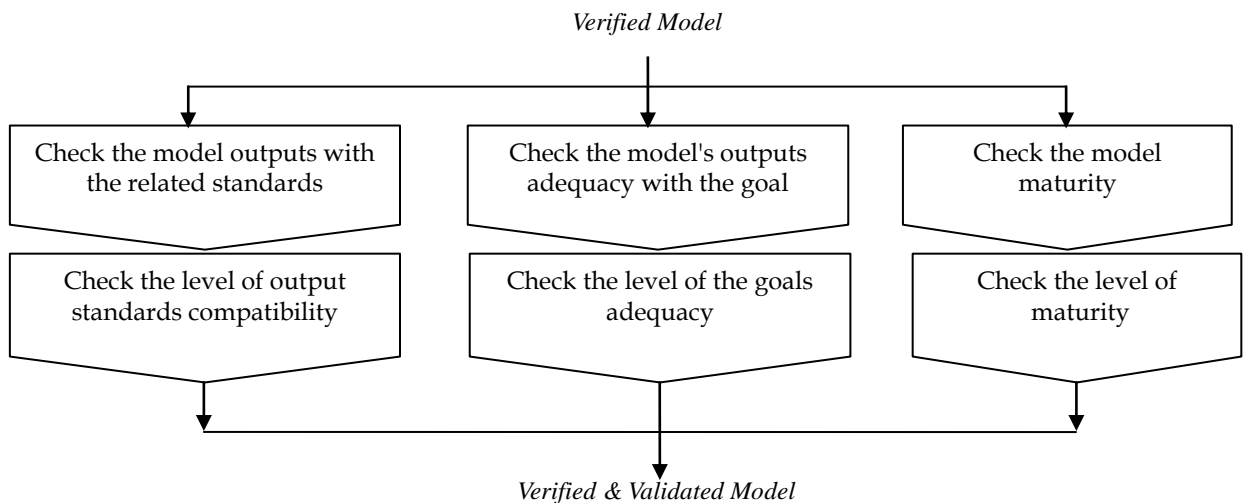 Verified Model
Check the model outputs with
the related standards
Check the model's outputs
adequacy with the goal
Check the model
maturity
Check the level of output
standards compatibility
Check the level of the goals
adequacy
Check the level of
maturity
Verified & Validated Model